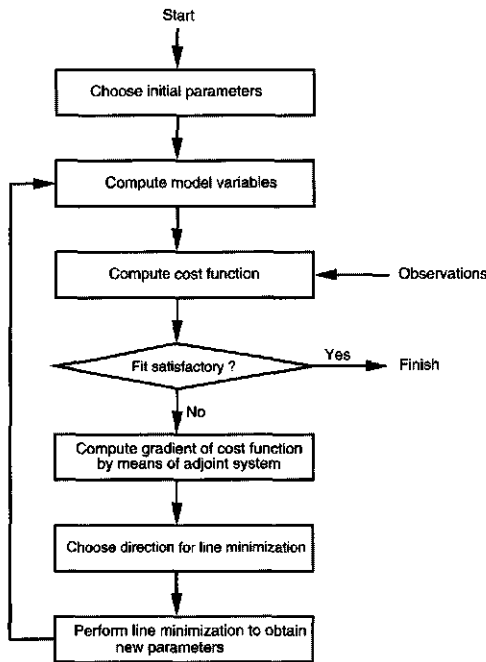 Start
Choose initial parameters
Compute model variables
Compute cost function
Observations
Fit satisfactory ?
Yes
Finish
No
Compute gradient of cost function
by means of adjoint system
Choose direction for line minimization
Perform line minimization to obtain
new parameters